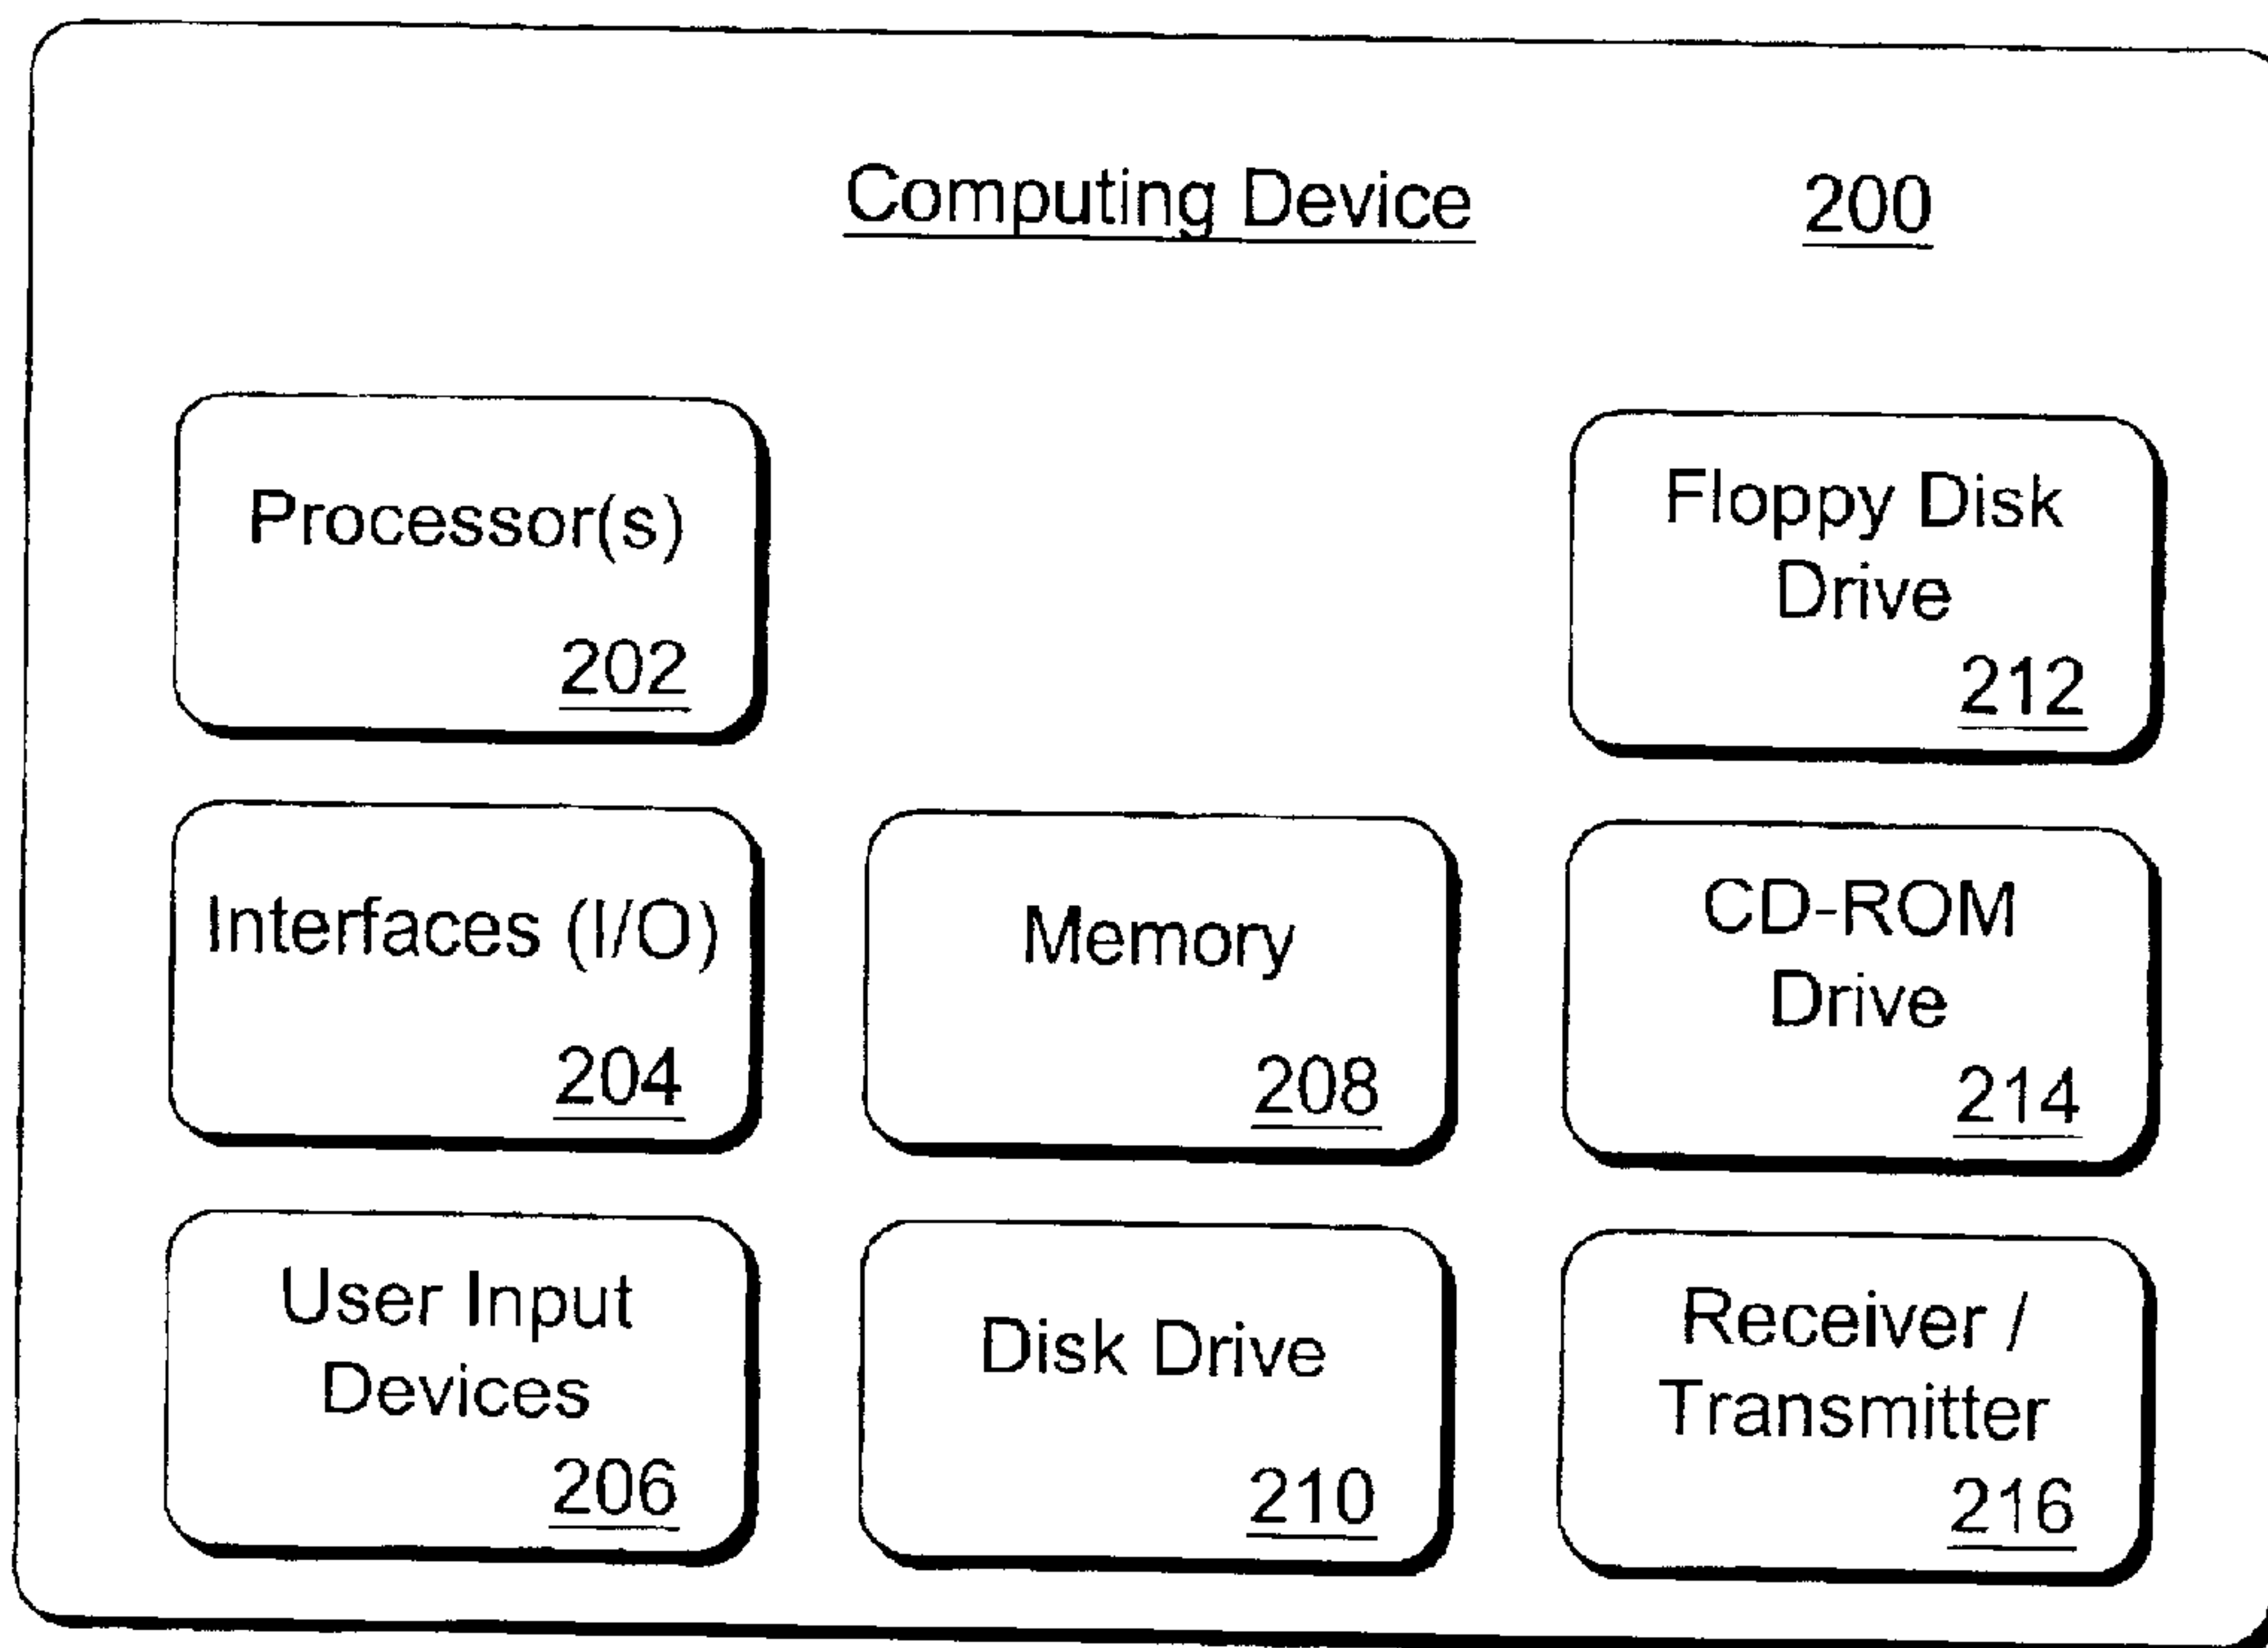 Computing Device
200
Processor(s)
202
Interfaces (I/O)
204
User Input
Devices
206
Memory
208
Disk Drive
210
Floppy Disk
Drive
212
CD-ROM
Drive
214
Receiver /
Transmitter
216